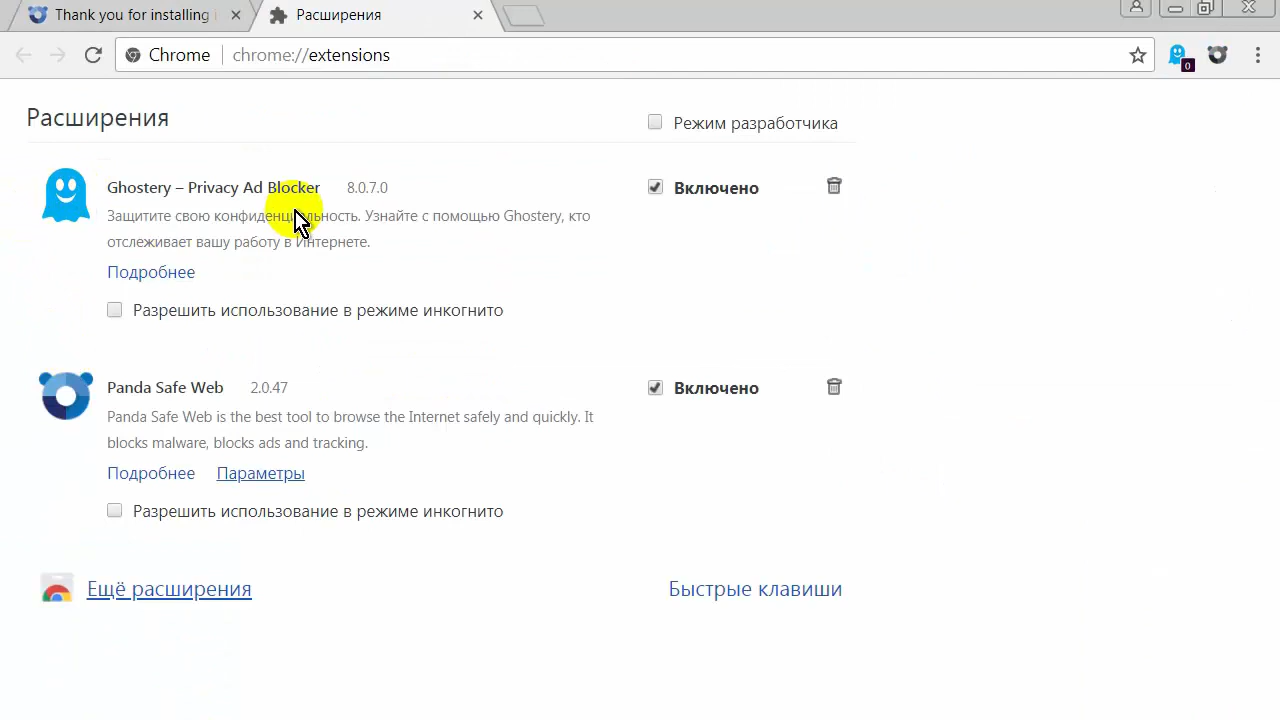 Thank you for installing
Расширения
Chrome
chrome://extensions
0
Расширения
Режим разработчика
Ghostery – Privacy Ad Blocker 8.0.7.0
Включено
Защитите свою конфиденциальность. Узнайте с помощью Ghostery, кто
отслеживает вашу работу в Интернете.
Подробнее
Разрешить использование в режиме инкогнито
Panda Safe Web 2.0.47
Включено
Panda Safe Web is the best tool to browse the Internet safely and quickly. It
blocks malware, blocks ads and tracking.
Подробнее Параметры
Разрешить использование в режиме инкогнито
Ещё расширения
Быстрые клавиши